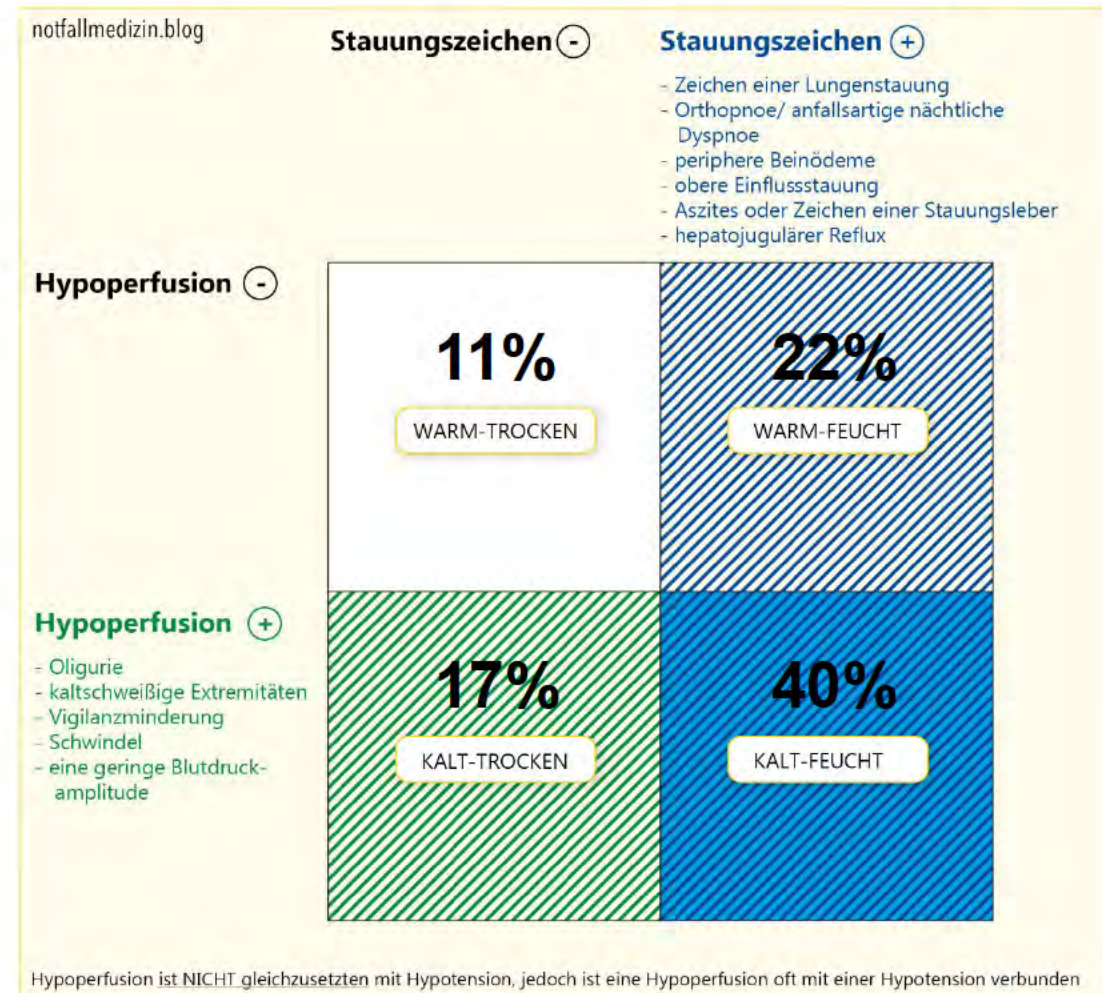 notfallmedizin.blog
Stauungszeichen (-)
Stauungszeichen (+)
- Zeichen einer Lungenstauung
- Orthopnoe/ anfallsartige nächtliche
Dyspnoe
- periphere Beinödeme
- obere Einflussstauung
- Aszites oder Zeichen einer Stauungsleber
- hepatojugulärer Reflux
Hypoperfusion (-)
11%
22%
WARM-TROCKEN
WARM-FEUCHT
Hypoperfusion (+)
- Oligurie
- kaltschweißige Extremitäten
- Vigilanzminderung
- Schwindel
- eine geringe Blutdruck-
amplitude
17%
40%
KALT-TROCKEN
KALT-FEUCHT
Hypoperfusion ist NICHT gleichzusetzten mit Hypotension, jedoch ist eine Hypoperfusion oft mit einer Hypotension verbunden